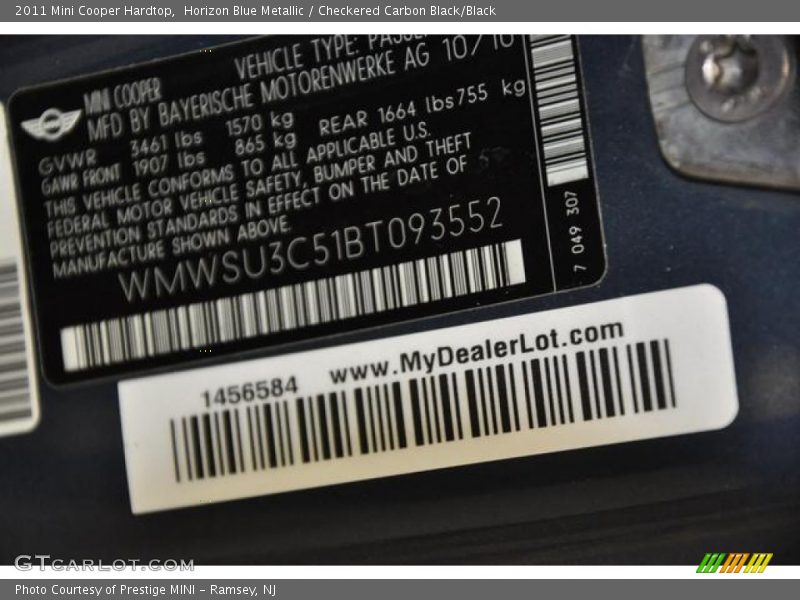 2011 Mini Cooper Hardtop,  Horizon Blue Metallic / Checkered Carbon Black/Black
MINI COOPER
VEHICLE TYPE:
MFD BY BAYERISCHE MOTORENWERKE AG 10/10
GVWR 3461 lbs 1570 kg
GAWR FRONT 1907 lbs 865 kg REAR 1664 lbs 755 kg
THIS VEHICLE CONFORMS TO ALL APPLICABLE U.S.
FEDERAL MOTOR VEHICLE SAFETY, BUMPER AND THEFT
PREVENTION STANDARDS IN EFFECT ON THE DATE OF
MANUFACTURE SHOWN ABOVE.
WMWSU3C51BT093552
7 049 307
1456584 www.MyDealerLot.com
GTCARLOT.COM
Photo Courtesy of Prestige MINI - Ramsey, NJ